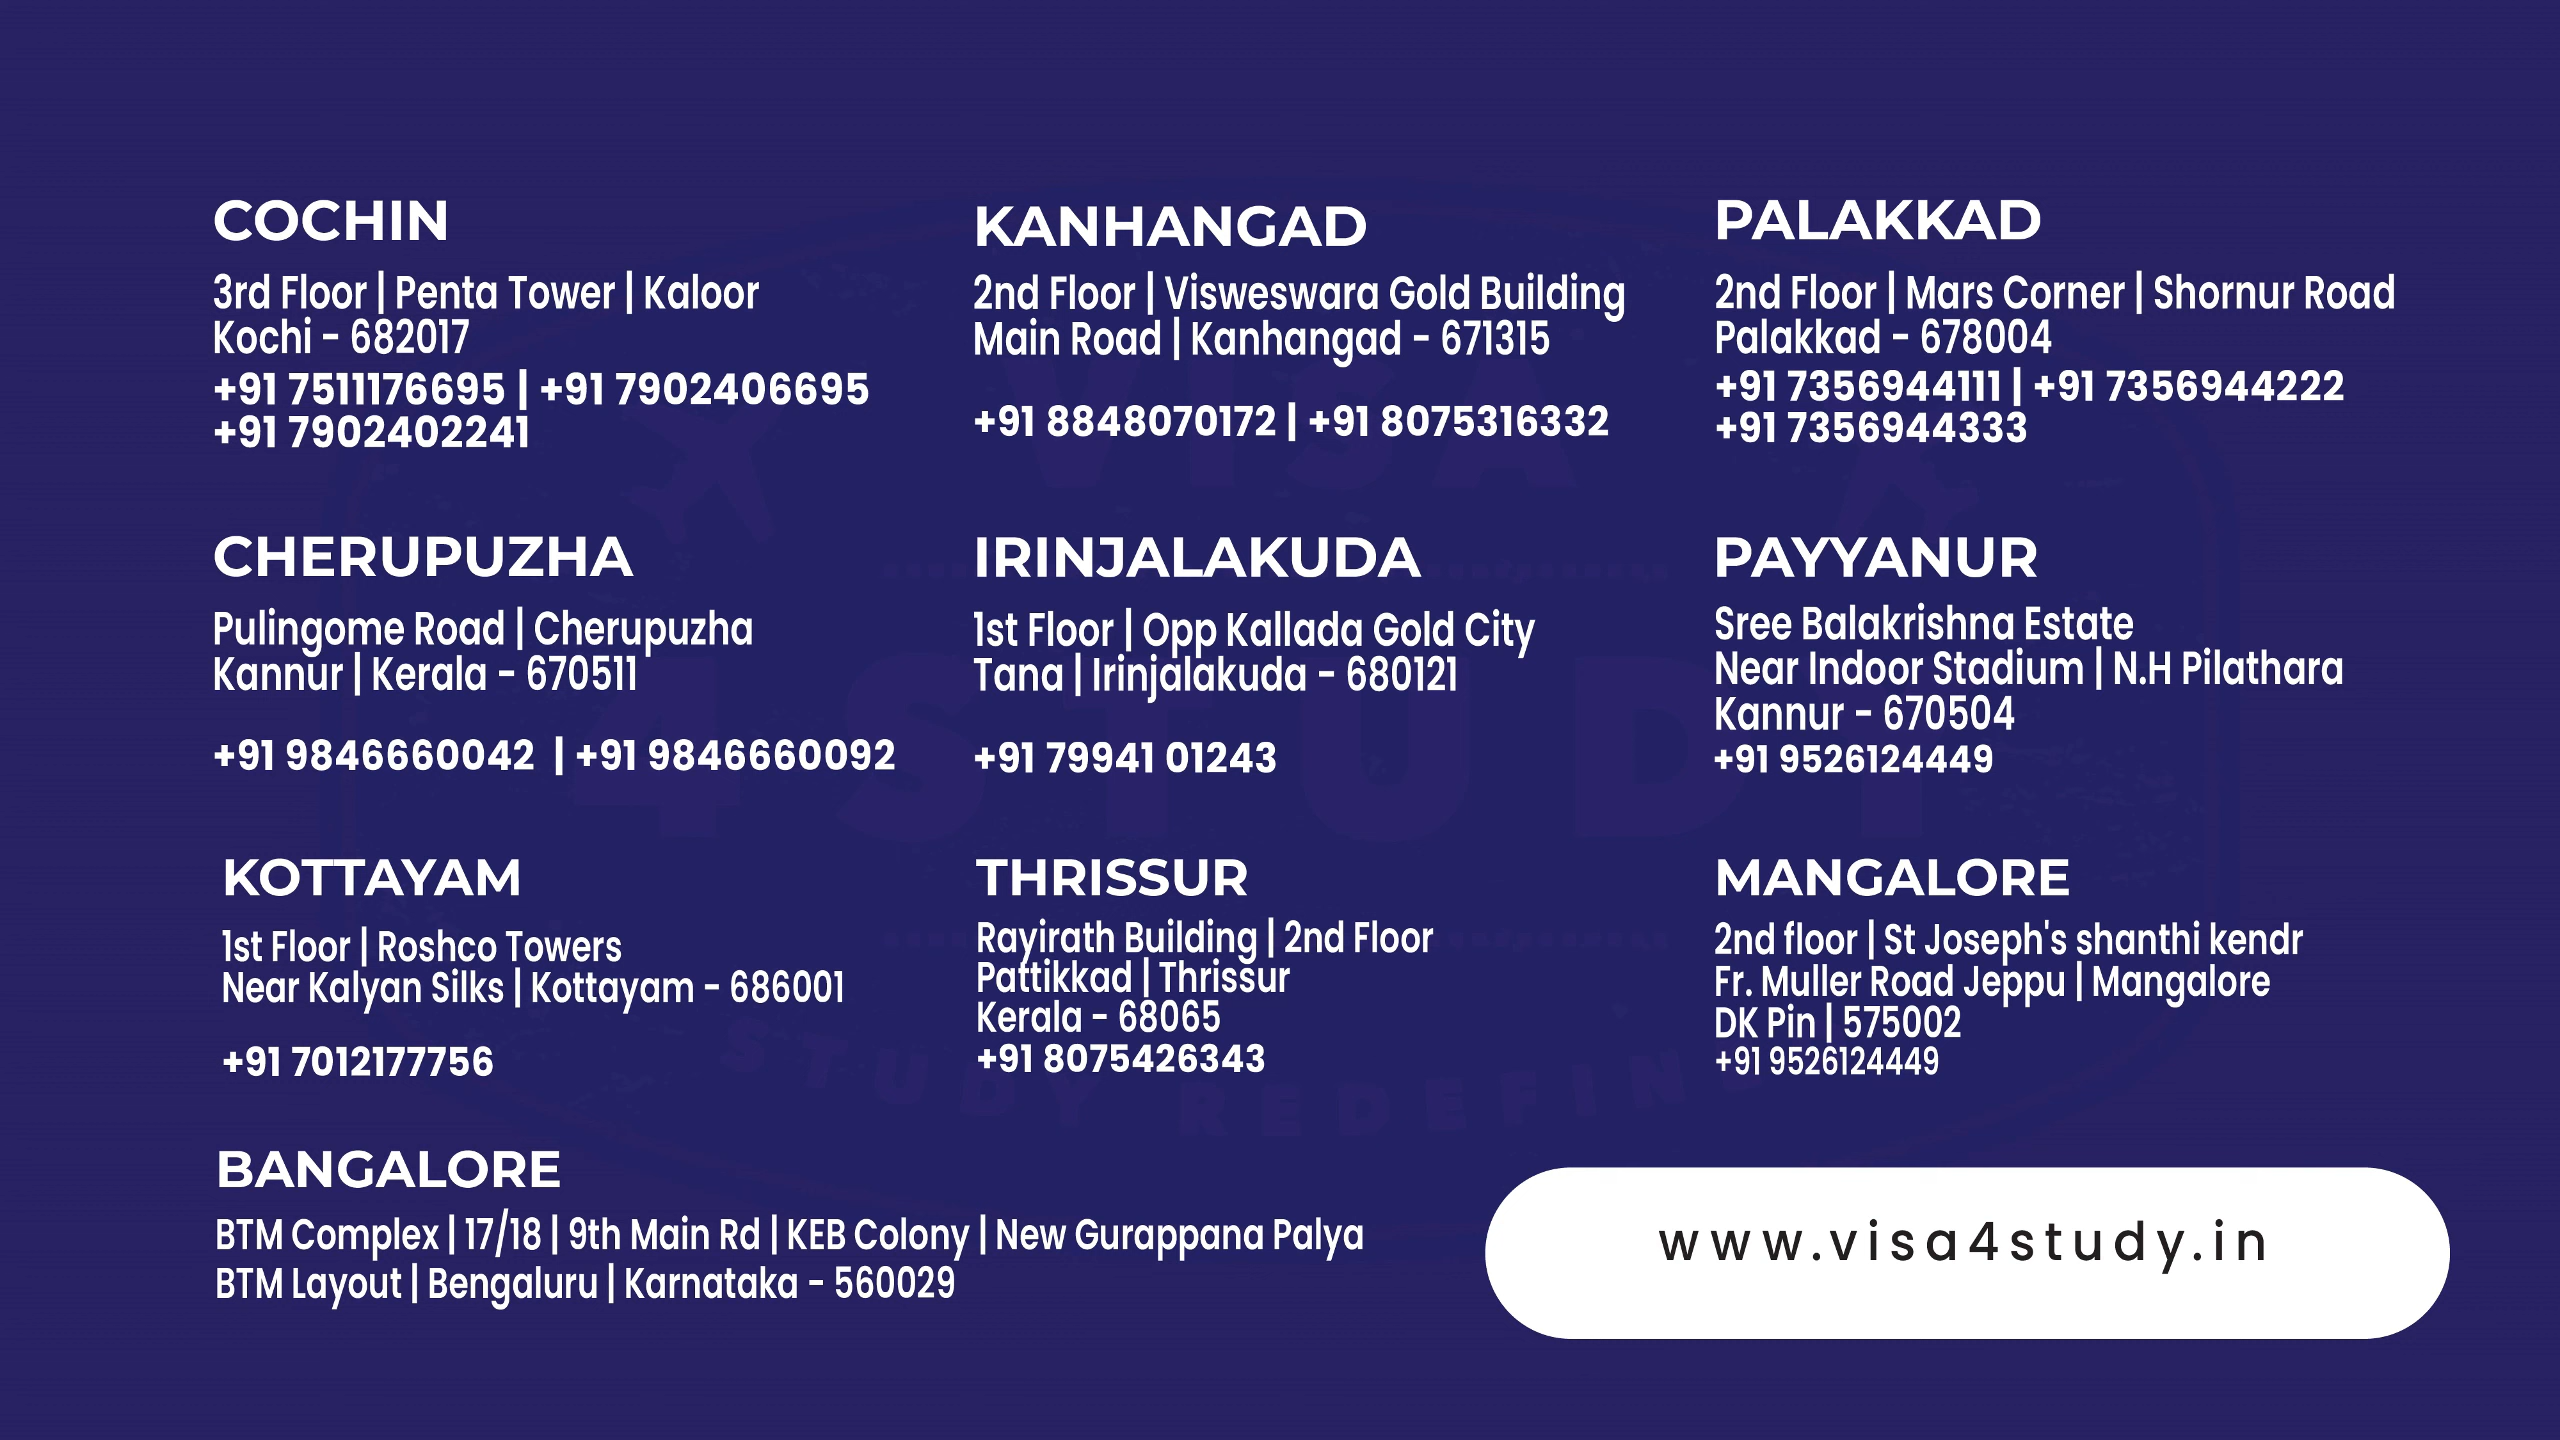 COCHIN
3rd Floor | Penta Tower | Kaloor
Kochi - 682017
+91 7511176695 | +91 7902406695
+91 7902402241
KANHANGAD
2nd Floor | Visweswara Gold Building
Main Road | Kanhangad - 671315
+91 8848070172 | +91 8075316332
PALAKKAD
2nd Floor | Mars Corner | Shornur Road
Palakkad - 678004
+91 7356944111 | +91 7356944222
+91 7356944333
CHERUPUZHA
Pulingome Road | Cherupuzha
Kannur | Kerala - 670511
+91 9846660042 | +91 9846660092
IRINJALAKUDA
1st Floor | Opp Kallada Gold City
Tana | Irinjalakuda - 680121
+91 79941 01243
PAYYANUR
Sree Balakrishna Estate
Near Indoor Stadium | N.H Pilathara
Kannur - 670504
+91 9526124449
KOTTAYAM
1st Floor | Roshco Towers
Near Kalyan Silks | Kottayam - 686001
+91 7012177756
THRISSUR
Rayirath Building | 2nd Floor
Pattikkad | Thrissur
Kerala - 68065
+91 8075426343
MANGALORE
2nd floor | St Joseph's shanthi kendr
Fr. Muller Road Jeppu | Mangalore
DK Pin | 575002
+91 9526124449
BANGALORE
BTM Complex | 17/18 | 9th Main Rd | KEB Colony | New Gurappana Palya
BTM Layout | Bengaluru | Karnataka - 560029
www.visa4study.in
VISA
4STUDY
STUDY REDEFIN